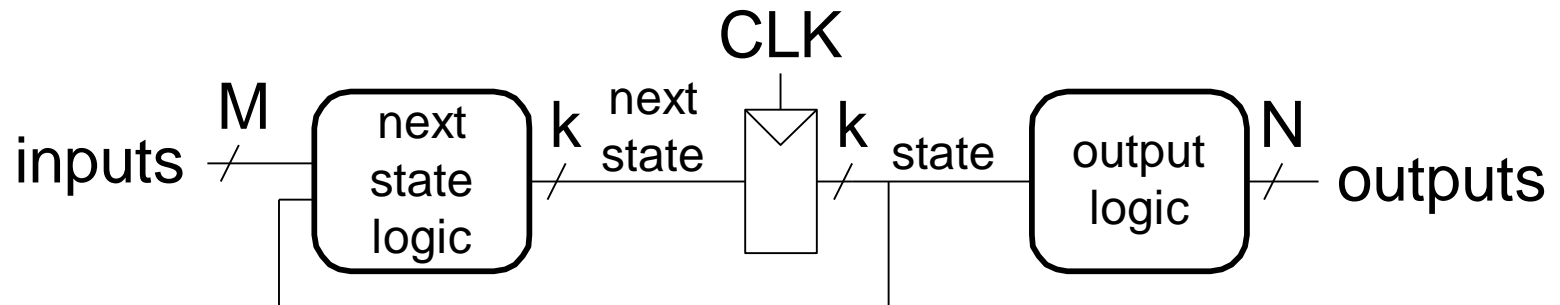 CLK
inputs
M
next
state
logic
k
next
state
k
state
output
logic
N
outputs